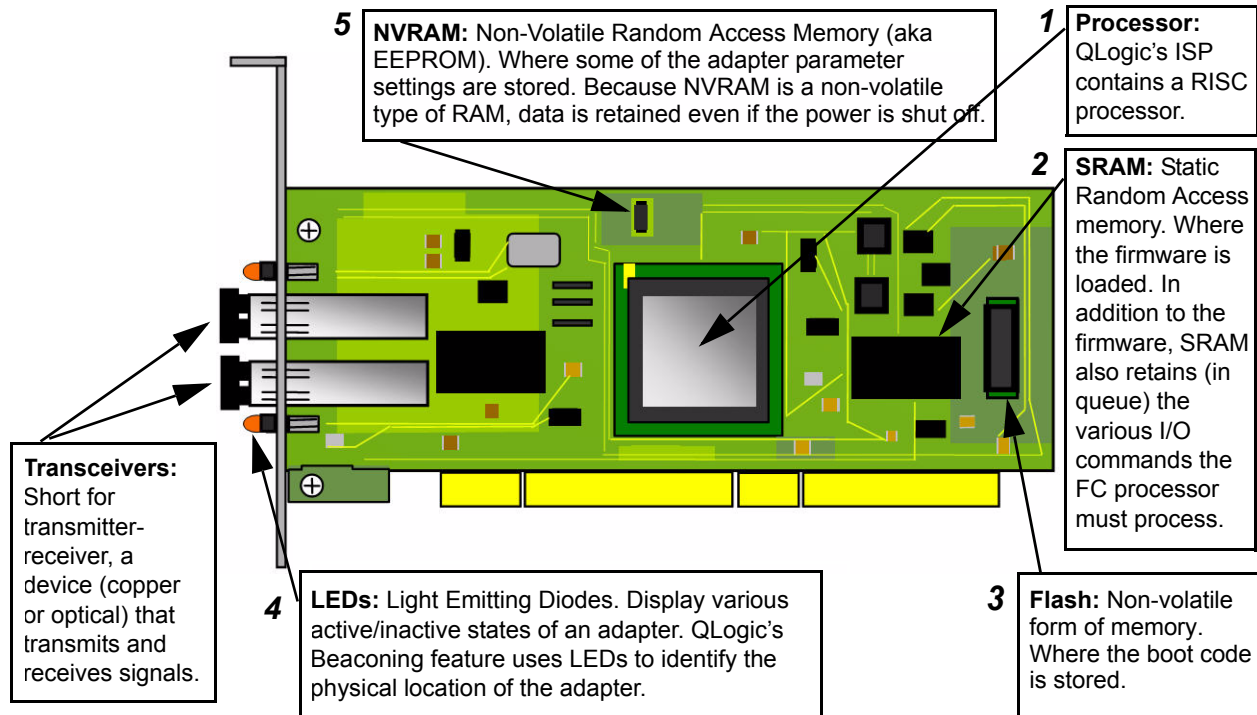 5
NVRAM: Non-Volatile Random Access Memory (aka
EEPROM). Where some of the adapter parameter
settings are stored. Because NVRAM is a non-volatile
type of RAM, data is retained even if the power is shut off.
1
Processor:
QLogic's ISP
contains a RISC
processor.
2
SRAM: Static
Random Access
memory. Where
the firmware is
loaded. In
addition to the
firmware, SRAM
also retains (in
queue) the
various I/O
commands the
FC processor
must process.
Transceivers:
Short for
transmitter-
receiver, a
device (copper
or optical) that
transmits and
receives signals.
4
LEDs: Light Emitting Diodes. Display various
active/inactive states of an adapter. QLogic's
Beaconing feature uses LEDs to identify the
physical location of the adapter.
3
Flash: Non-volatile
form of memory.
Where the boot code
is stored.